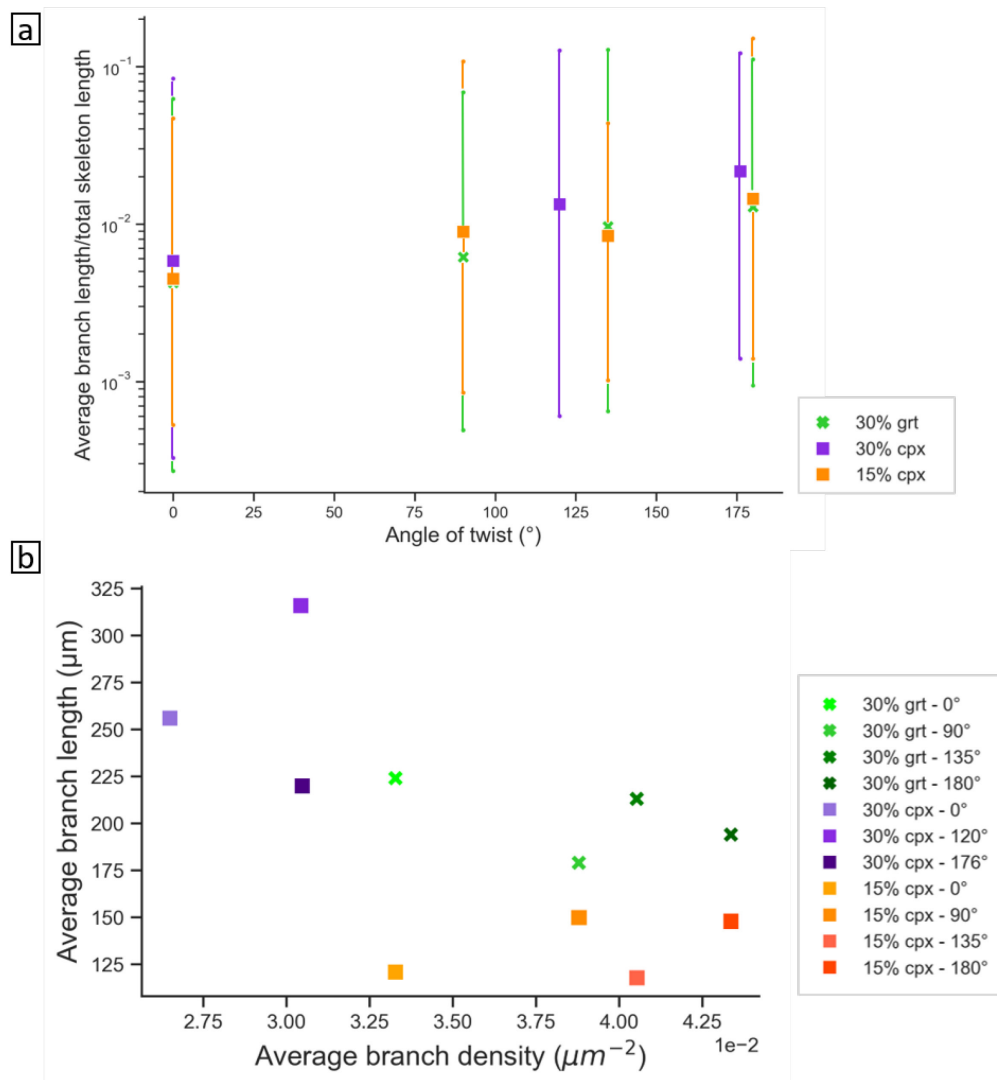 a
Average branch length/total skeleton length
10⁻¹
10⁻²
10⁻³
0 25 50 75 100 125 150 175
Angle of twist (°)
30% grt
30% cpx
15% cpx
b
Average branch length (μm)
325
300
275
250
225
200
175
150
125
2.75 3.00 3.25 3.50 3.75 4.00 4.25
1e-2
Average branch density (μm⁻²)
30% grt - 0°
30% grt - 90°
30% grt - 135°
30% grt - 180°
30% cpx - 0°
30% cpx - 120°
30% cpx - 176°
15% cpx - 0°
15% cpx - 90°
15% cpx - 135°
15% cpx - 180°